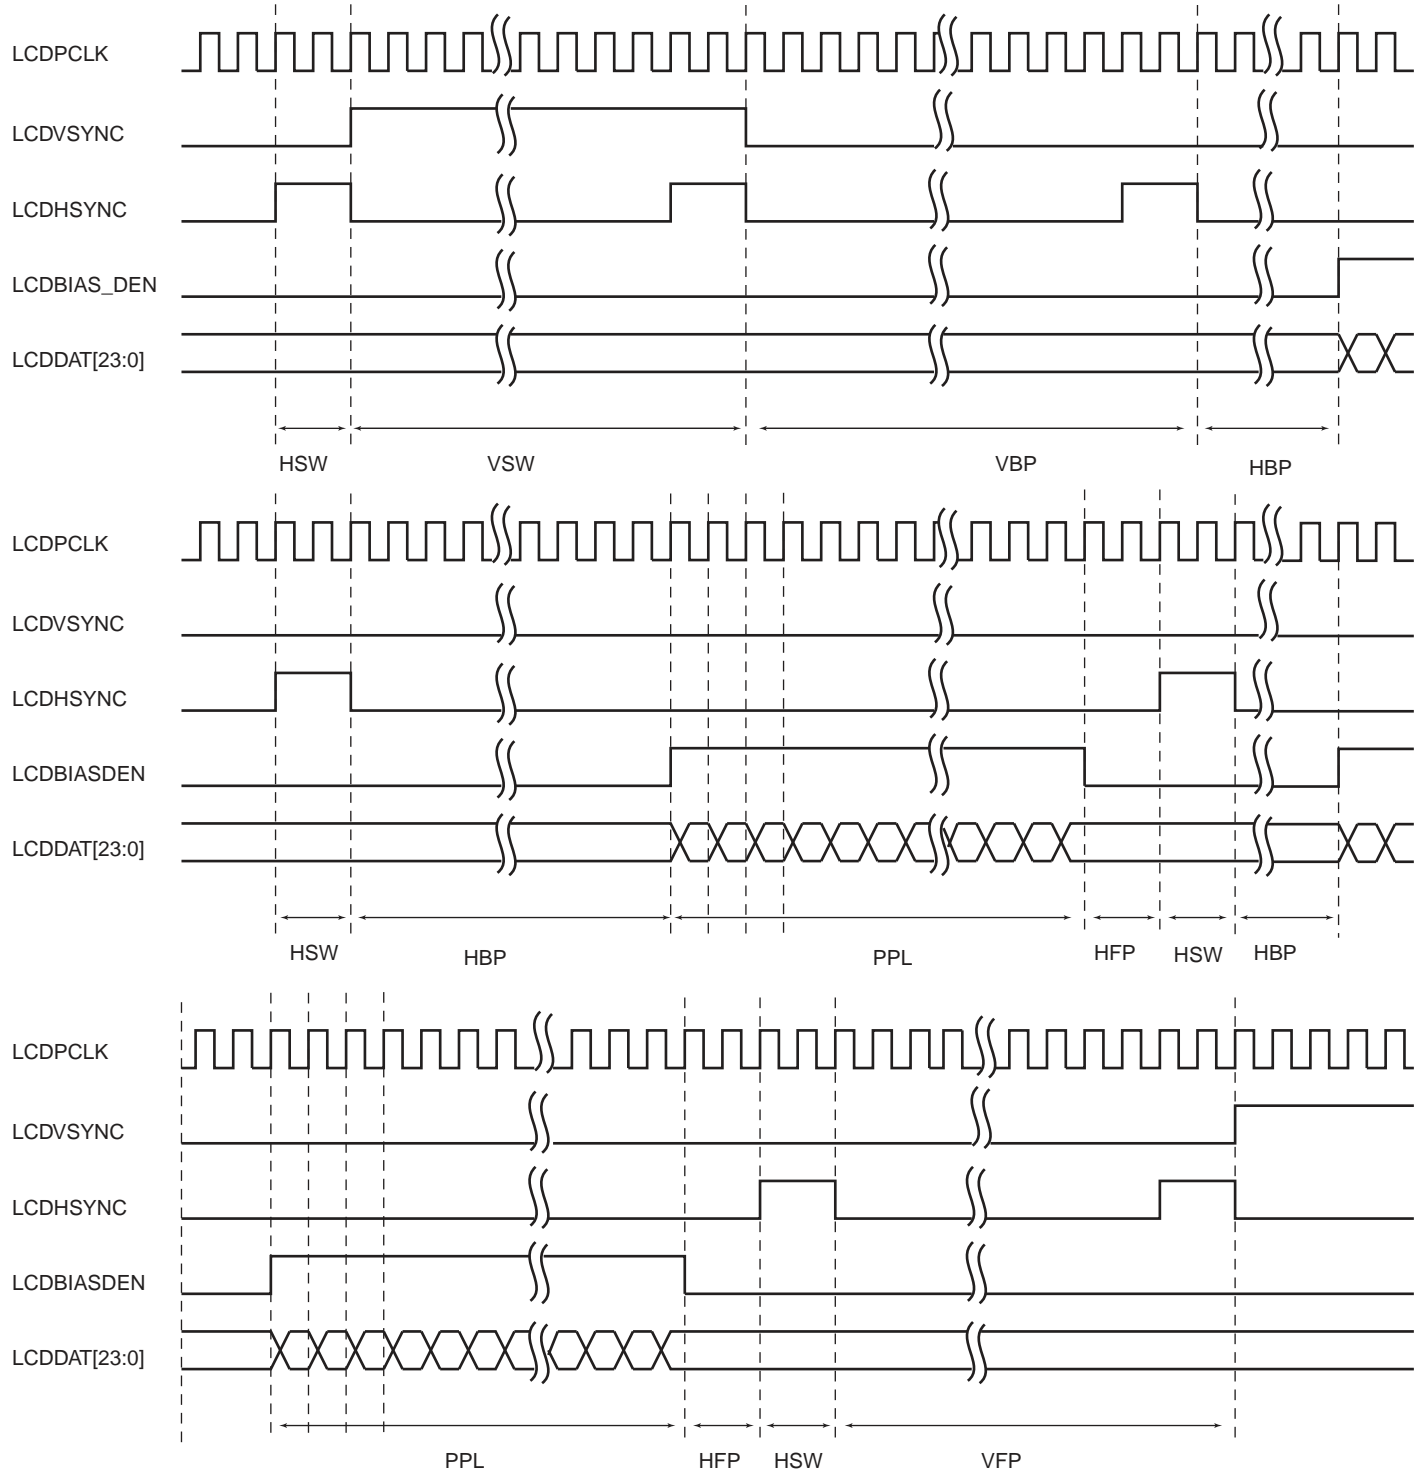 LCDPCLK
LCDVSYNC
LCDHSYNC
LCDBIAS_DEN
LCDDAT[23:0]
HSW VSW VBP HBP
LCDPCLK
LCDVSYNC
LCDHSYNC
LCDBIASDEN
LCDDAT[23:0]
HSW HBP PPL HFP HSW HBP
LCDPCLK
LCDVSYNC
LCDHSYNC
LCDBIASDEN
LCDDAT[23:0]
PPL HFP HSW VFP